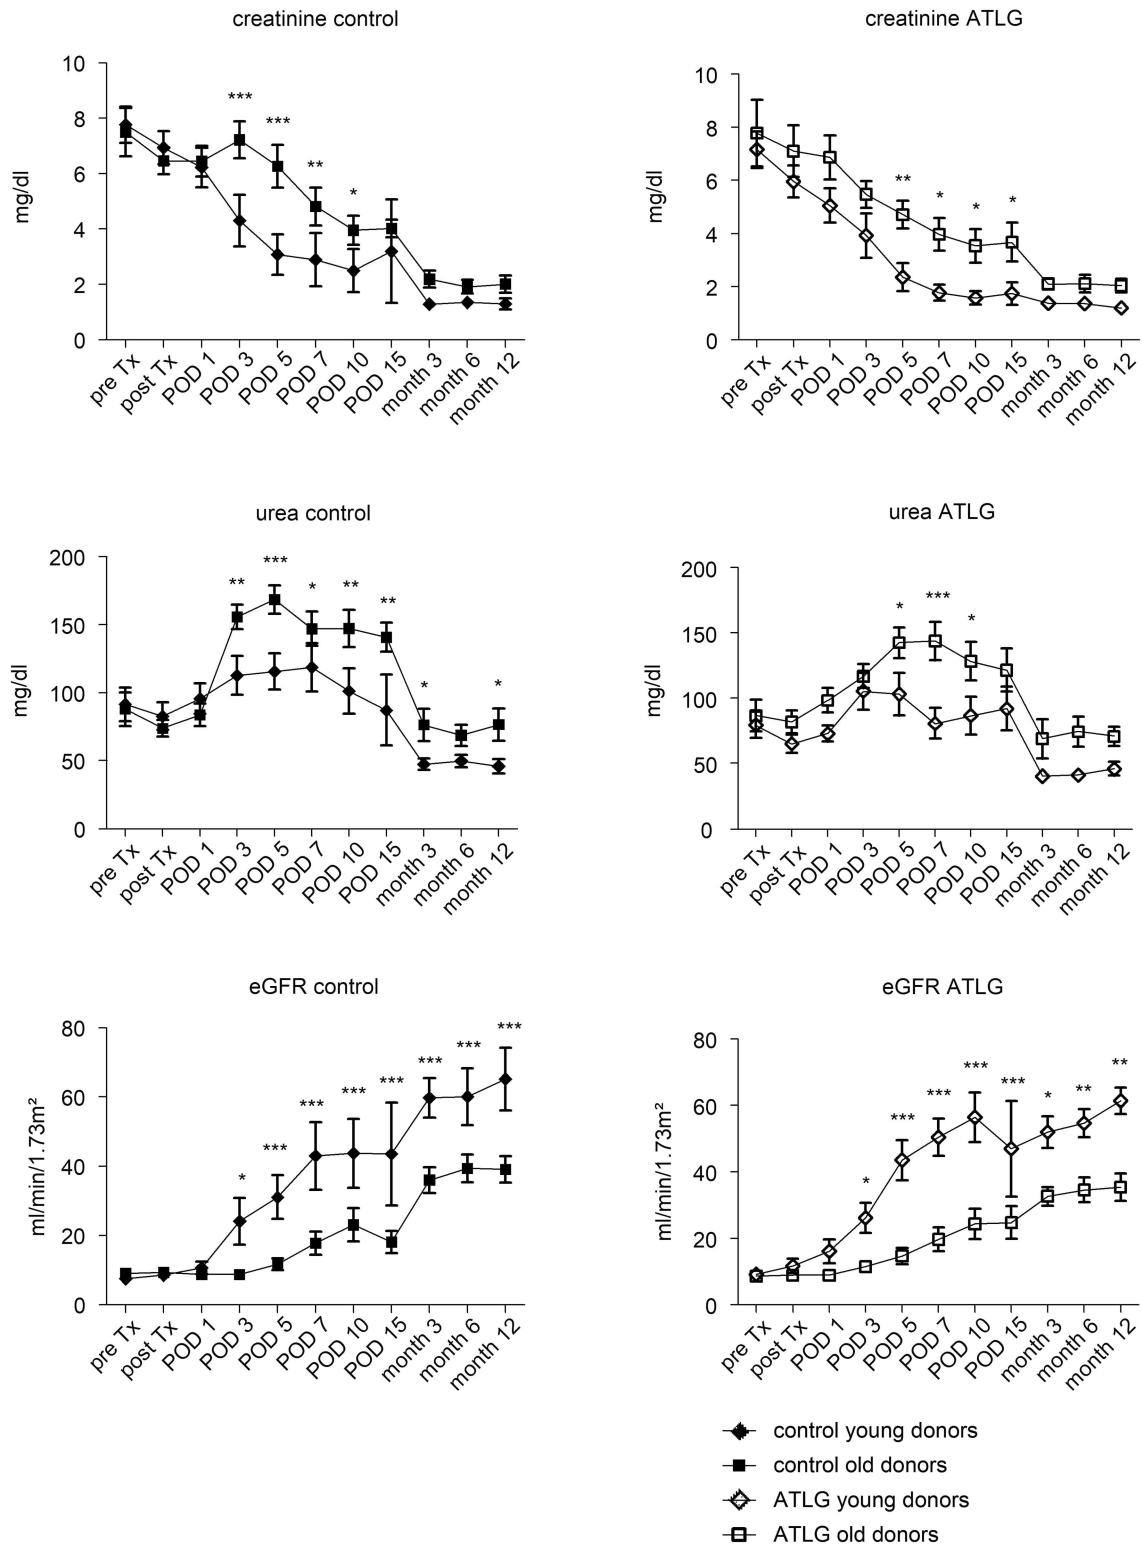 creatinine control
10
8
6
4
2
0
mg/dl
***
***
**
*
pre Tx
post Tx
POD 1
POD 3
POD 5
POD 7
POD 10
POD 15
month 3
month 6
month 12
creatinine ATLG
10
8
6
4
2
0
mg/dl
**
*
*
*
pre Tx
post Tx
POD 1
POD 3
POD 5
POD 7
POD 10
POD 15
month 3
month 6
month 12
urea control
200
150
100
50
0
mg/dl
**
***
*
**
**
*
*
pre Tx
post Tx
POD 1
POD 3
POD 5
POD 7
POD 10
POD 15
month 3
month 6
month 12
urea ATLG
200
150
100
50
0
mg/dl
*
***
*
pre Tx
post Tx
POD 1
POD 3
POD 5
POD 7
POD 10
POD 15
month 3
month 6
month 12
eGFR control
80
60
40
20
0
ml/min/1.73m²
*
***
***
***
***
***
***
***
pre Tx
post Tx
POD 1
POD 3
POD 5
POD 7
POD 10
POD 15
month 3
month 6
month 12
eGFR ATLG
80
60
40
20
0
ml/min/1.73m²
*
***
***
***
***
*
**
**
pre Tx
post Tx
POD 1
POD 3
POD 5
POD 7
POD 10
POD 15
month 3
month 6
month 12
control young donors
control old donors
ATLG young donors
ATLG old donors